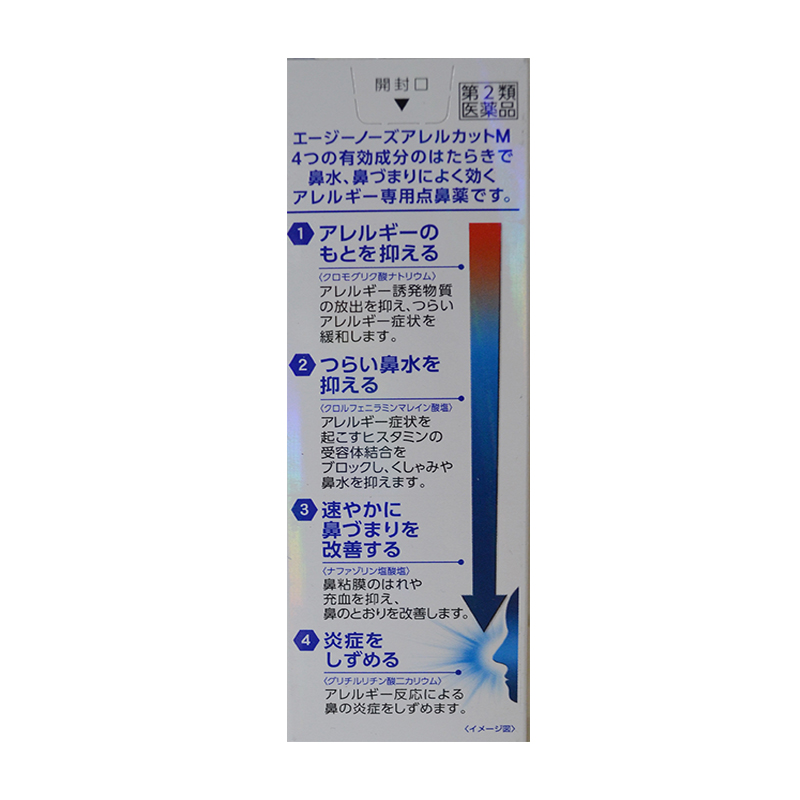 開封口
第2類
医薬品
エージーノーズアレルカットM
4つの有効成分のはたらきで
鼻水、鼻づまりによく効く
アレルギー専用点鼻薬です。
1 アレルギーの
もとを抑える
〈クロモグリク酸ナトリウム〉
アレルギー誘発物質
の放出を抑え、つらい
アレルギー症状を
緩和します。
2 つらい鼻水を
抑える
〈クロルフェニラミンマレイン酸塩〉
アレルギー症状を
起こすヒスタミンの
受容体結合を
ブロックし、くしゃみや
鼻水を抑えます。
3 速やかに
鼻づまりを
改善する
〈ナファゾリン塩酸塩〉
鼻粘膜のはれや
充血を抑え、
鼻のとおりを改善します。
4 炎症を
しずめる
〈グリチルリチン酸二カリウム〉
アレルギー反応による
鼻の炎症をしずめます。
〈イメージ図〉